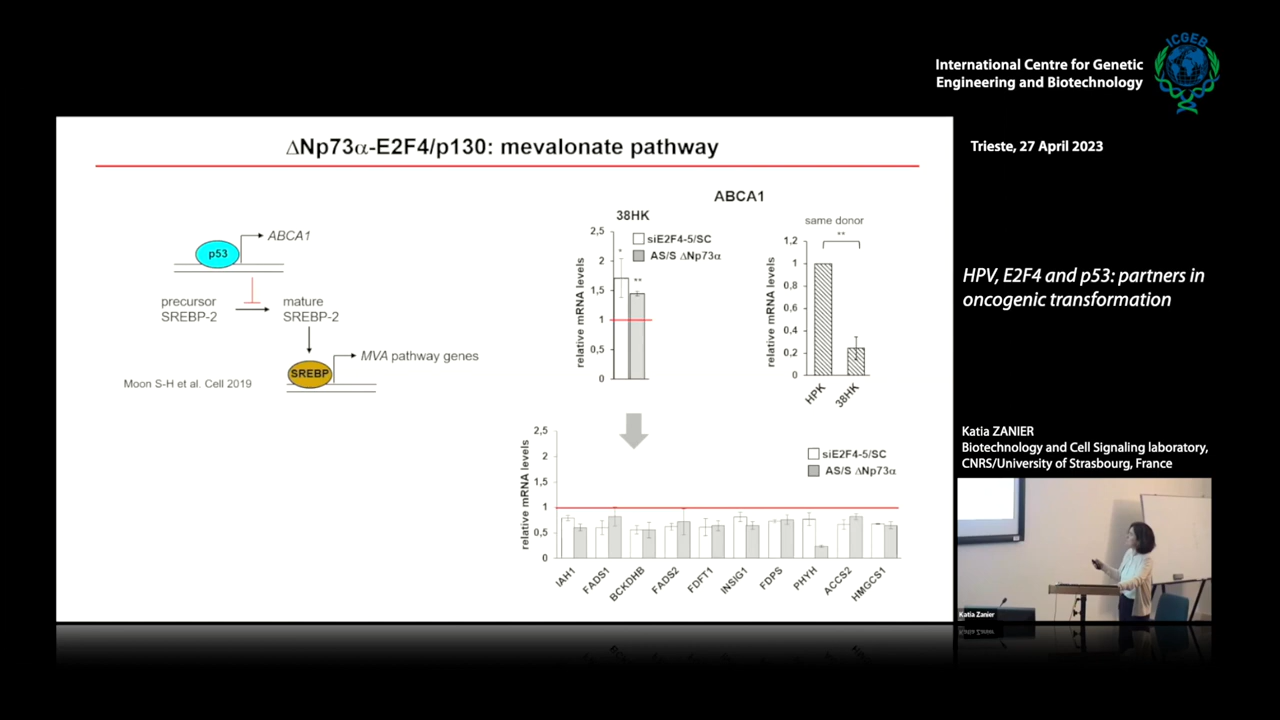 ICGEB
International Centre for Genetic
Engineering and Biotechnology
Trieste, 27 April 2023
HPV, E2F4 and p53: partners in
oncogenic transformation
Katia ZANIER
Biotechnology and Cell Signaling laboratory,
CNRS/University of Strasbourg, France
Katia Zanier
ΔNp73α-E2F4/p130: mevalonate pathway
p53
ABCA1
precursor
SREBP-2
mature
SREBP-2
SREBP
MVA pathway genes
Moon S-H et al. Cell 2019
ABCA1
38HK
siE2F4-5/SC
AS/S ΔNp73α
relative mRNA levels
2,5
2
1,5
1
0,5
0
*
**
same donor
**
relative mRNA levels
1,2
1
0,8
0,6
0,4
0,2
0
HPK
38HK
siE2F4-5/SC
AS/S ΔNp73α
relative mRNA levels
2,5
2
1,5
1
0,5
0
IAH1
FADS1
BCKDHB
FADS2
FDFT1
INSIG1
FDPS
PHYH
ACCS2
HMGCS1